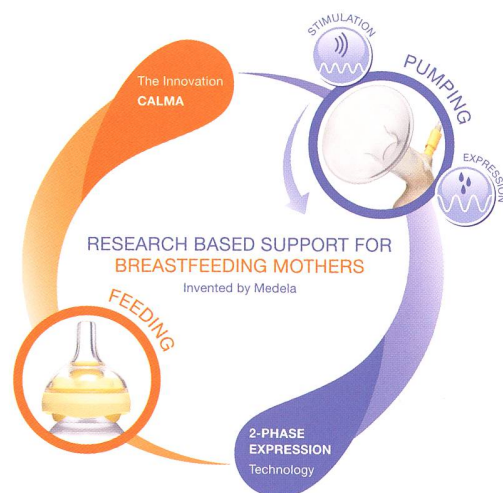 STIMULATION
PUMPING
The Innovation
CALMA
EXPRESSION
RESEARCH BASED SUPPORT FOR
BREASTFEEDING MOTHERS
Invented by Medela
FEEDING
2-PHASE
EXPRESSION
Technology